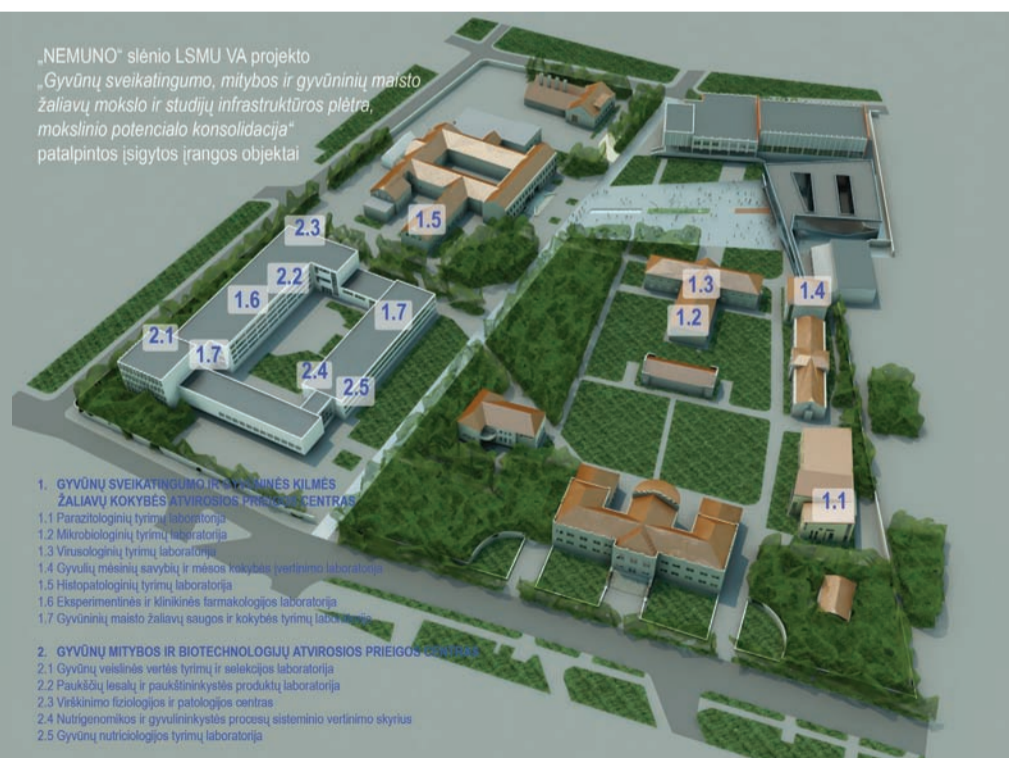 „NEMUNO“ slėnio LSMU VA projekto
„Gyvūnų sveikatingumo, mitybos ir gyvūninių maisto
žaliavų mokslo ir studijų infrastruktūros plėtra,
mokslinio potencialo konsolidacija“
patalpintos įsigytos įrangos objektai
1.5
2.3
2.2
1.6
1.7
1.3
1.4
1.2
2.1
1.7
2.4
2.5
1.1
1. GYVŪNŲ SVEIKATINGUMO IR GYVŪNINĖS KILMĖS
ŽALIAVŲ KOKYBĖS ATVIROSIOS PRIEIGOS CENTRAS
1.1 Parazitologinių tyrimų laboratorija
1.2 Mikrobiologinių tyrimų laboratorija
1.3 Virusologinių tyrimų laboratorija
1.4 Gyvulių mėsinių savybių ir mėsos kokybės įvertinimo laboratorija
1.5 Histopatologinių tyrimų laboratorija
1.6 Eksperimentinės ir klinikinės farmakologijos laboratorija
1.7 Gyvūninių maisto žaliavų saugos ir kokybės tyrimų laboratorija
2. GYVŪNŲ MITYBOS IR BIOTECHNOLOGIJŲ ATVIROSIOS PRIEIGOS CENTRAS
2.1 Gyvūnų veislinės vertės tyrimų ir selekcijos laboratorija
2.2 Paukščių lesalų ir paukštininkystės produktų laboratorija
2.3 Virškinimo fiziologijos ir patologijos centras
2.4 Nutrigenomikos ir gyvulininkystės procesų sisteminio vertinimo skyrius
2.5 Gyvūnų nutriciologijos tyrimų laboratorija